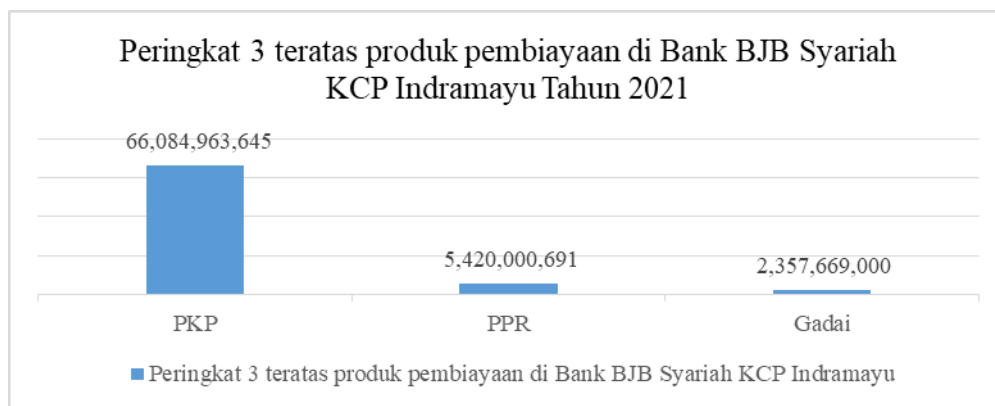 Peringkat 3 teratas produk pembiayaan di Bank BJB Syariah
KCP Indramayu Tahun 2021
66,084,963,645
5,420,000,691
2,357,669,000
PKP
PPR
Gadai
Peringkat 3 teratas produk pembiayaan di Bank BJB Syariah KCP Indramayu